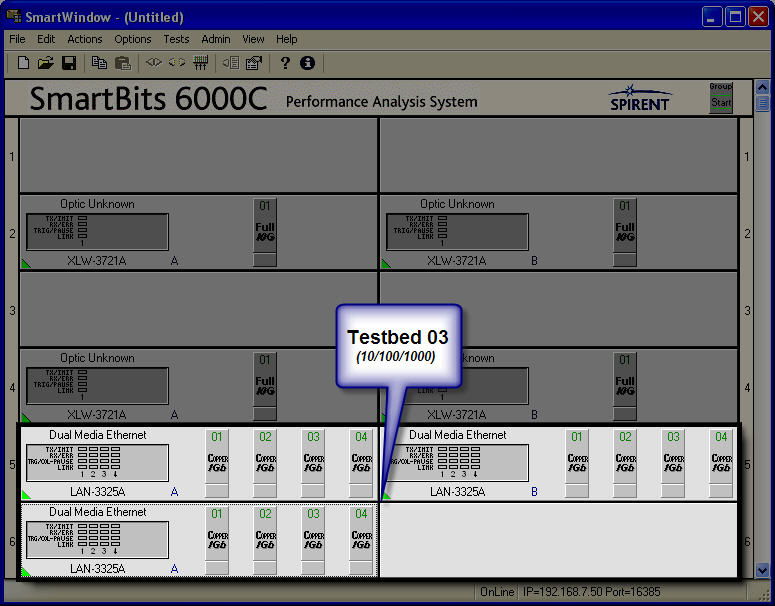 SmartWindow - (Untitled)
File Edit Actions Options Tests Admin View Help
SmartBits 6000C Performance Analysis System SPIRENT Group Start
1 1
Optic Unknown 01 Optic Unknown 01
TX/INIT TX/INIT
RX/ERR Full RX/ERR Full
2 TRIG/PAUSE 10G TRIG/PAUSE 10G 2
LINK LINK
1 1
XLW-3721A A XLW-3721A B
3 3
Testbed 03
(10/100/1000)
Optic Unknown 01 known 01
TX/INIT TX/INIT
RX/ERR Full RX/ERR Full
4 TRIG/PAUSE 10G TRIG/PAUSE 10G 4
LINK LINK
1 1
XLW-3721A A XLW-3721A B
Dual Media Ethernet 01 02 03 04 Dual Media Ethernet 01 02 03 04
TX/INIT TX/INIT
RX/ERR Copper Copper Copper Copper RX/ERR Copper Copper Copper Copper
5 TRG/COL-PAUSE 1Gb 1Gb 1Gb 1Gb RG/COL-PAUSE 1Gb 1Gb 1Gb 1Gb 5
LINK LINK
1 2 3 4 1 2 3 4
LAN-3325A A LAN-3325A B
Dual Media Ethernet 01 02 03 04
TX/INIT
RX/ERR Copper Copper Copper Copper
6 TRG/COL-PAUSE 1Gb 1Gb 1Gb 1Gb 6
LINK
1 2 3 4
LAN-3325A A
OnLine IP=192.168.7.50 Port=16385